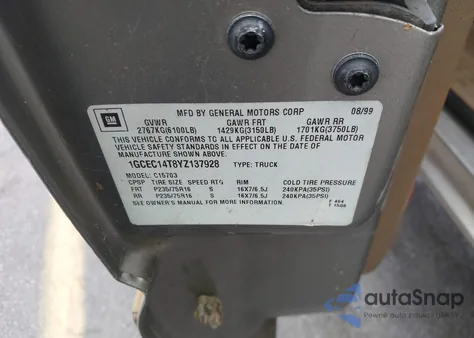 GM
MFD BY GENERAL MOTORS CORP 08/99
GVWR GAWR FRT GAWR RR
2767KG(6100LB) 1429KG(3150LB) 1701KG(3750LB)
THIS VEHICLE CONFORMS TO ALL APPLICABLE U.S. FEDERAL MOTOR
VEHICLE SAFETY STANDARDS IN EFFECT ON THE DATE OF
MANUFACTURE SHOWN ABOVE.
1GCEC14T8YZ137928 TYPE: TRUCK
MODEL: C15703
CPSP TIRE SIZE SPEED RTG RIM COLD TIRE PRESSURE
FRT P235/75R16 S 16X7/6.5J 240KPA(35PSI)
RR P235/75R16 S 16X7/6.5J 240KPA(35PSI)
SEE OWNER'S MANUAL FOR MORE INFORMATION.
autoSnap
Pewne auto z